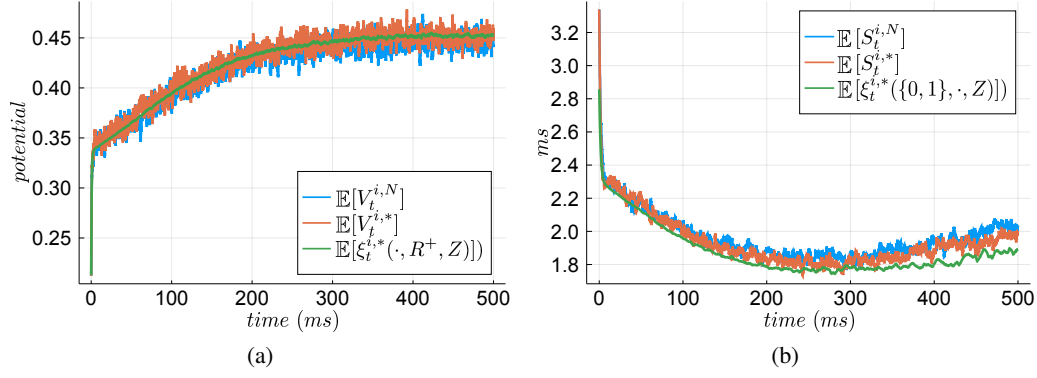 0.45
0.40
0.35
0.30
0.25
potential
𝔼[V_t^{i,N}]
𝔼[V_t^{i,*}]
𝔼[ξ_t^{i,*}(·, R^+, Z)])
0 100 200 300 400 500
time (ms)
(a)
3.2
3.0
2.8
2.6
2.4
2.2
2.0
1.8
ms
𝔼[S_t^{i,N}]
𝔼[S_t^{i,*}]
𝔼[ξ_t^{i,*}({0, 1}, ·, Z)])
0 100 200 300 400 500
time (ms)
(b)